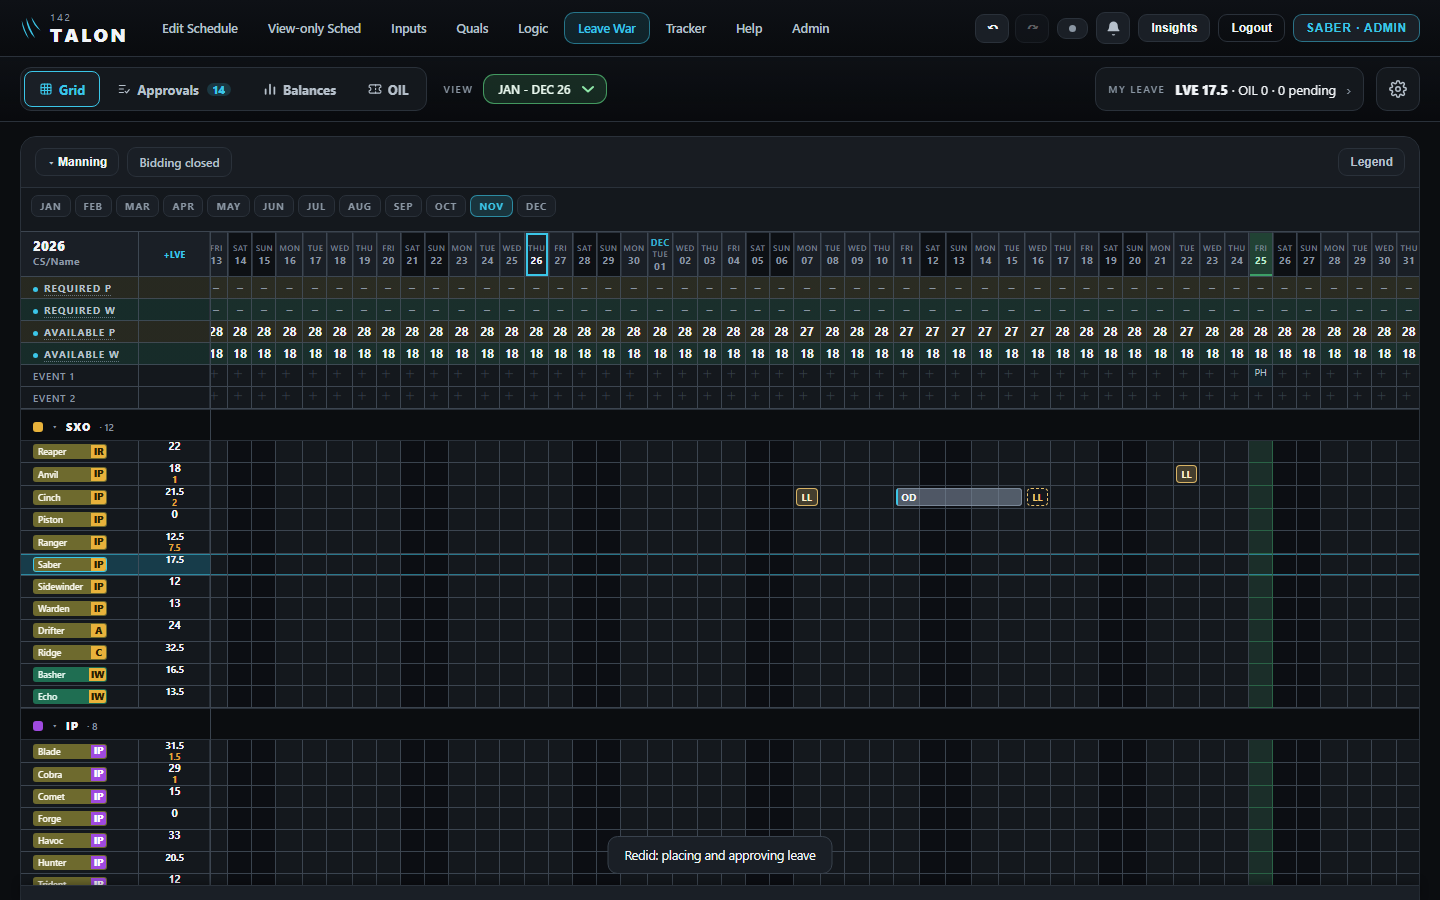 142
TALON
Edit Schedule View-only Sched Inputs Quals Logic Leave War Tracker Help Admin
Insights Logout SABER · ADMIN
Grid Approvals 14 Balances OIL VIEW JAN - DEC 26
MY LEAVE LVE 17.5 · OIL 0 · 0 pending ›
Manning Bidding closed Legend
JAN FEB MAR APR MAY JUN JUL AUG SEP OCT NOV DEC
2026
CS/Name
+LVE
DEC
FRI SAT SUN MON TUE WED THU FRI SAT SUN MON TUE WED THU FRI SAT SUN MON TUE WED THU FRI SAT SUN MON TUE WED THU FRI SAT SUN MON TUE WED THU FRI SAT SUN MON TUE WED THU FRI SAT SUN MON TUE WED THU
13 14 15 16 17 18 19 20 21 22 23 24 25 26 27 28 29 30 01 02 03 04 05 06 07 08 09 10 11 12 13 14 15 16 17 18 19 20 21 22 23 24 25 26 27 28 29 30 31
REQUIRED P – – – – – – – – – – – – – – – – – – – – – – – – – – – – – – – – – – – – – – – – – – – – – – – – –
REQUIRED W – – – – – – – – – – – – – – – – – – – – – – – – – – – – – – – – – – – – – – – – – – – – – – – – –
AVAILABLE P 28 28 28 28 28 28 28 28 28 28 28 28 28 28 28 28 28 28 28 28 28 28 28 28 27 28 28 28 27 27 27 27 27 27 28 28 28 28 28 27 28 28 28 28 28 28 28 28 28
AVAILABLE W 18 18 18 18 18 18 18 18 18 18 18 18 18 18 18 18 18 18 18 18 18 18 18 18 18 18 18 18 18 18 18 18 18 18 18 18 18 18 18 18 18 18 18 18 18 18 18 18 18
EVENT 1 + + + + + + + + + + + + + + + + + + + + + + + + + + + + + + + + + + + + + + + + + + PH + + + + + +
EVENT 2 + + + + + + + + + + + + + + + + + + + + + + + + + + + + + + + + + + + + + + + + + + + + + + + + +
SXO · 12
Reaper IR 22
Anvil IP 18 LL
1
Cinch IP 21.5 LL OD LL
2
Piston IP 0
Ranger IP 12.5
7.5
Saber IP 17.5
Sidewinder IP 12
Warden IP 13
Drifter A 24
Ridge C 32.5
Basher IW 16.5
Echo IW 13.5
IP · 8
Blade IP 31.5
1.5
Cobra IP 29
1
Comet IP 15
Forge IP 0
Havoc IP 33
Hunter IP 20.5
Trident IP 12
Redid: placing and approving leave